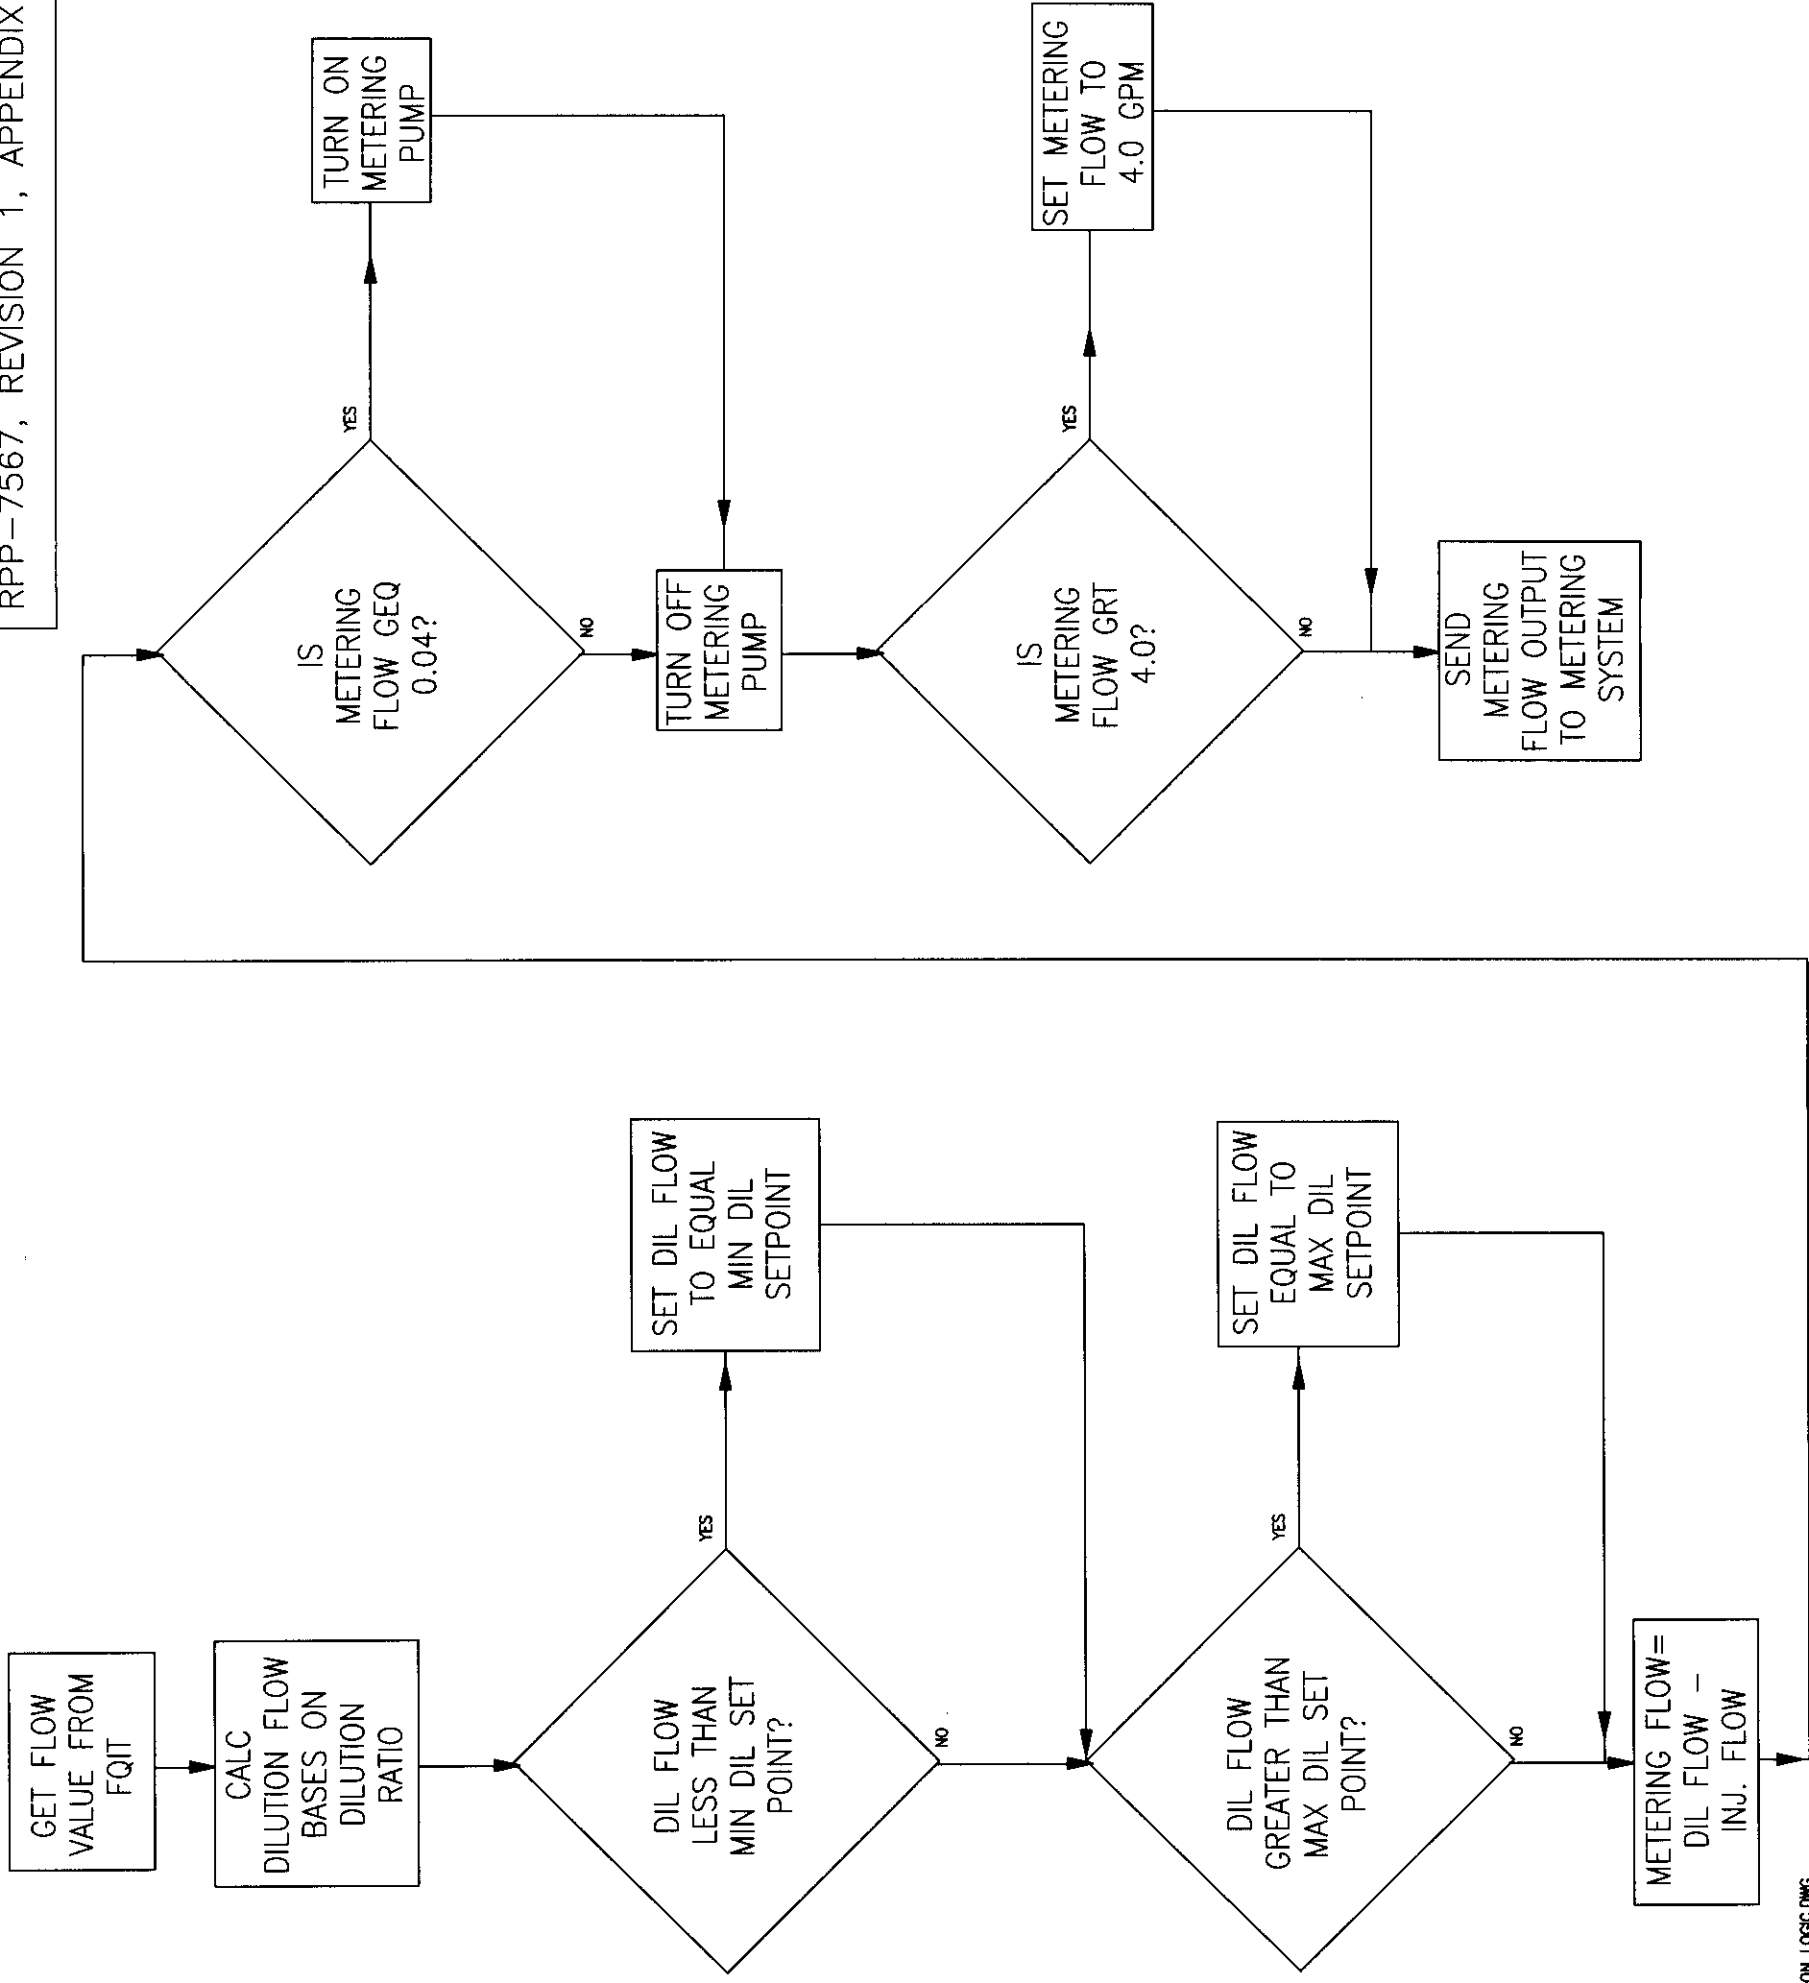 RPP-7567, REVISION 1, APPENDIX
GET FLOW
VALUE FROM
FQIT
CALC
DILUTION FLOW
BASES ON
DILUTION
RATIO
DIL FLOW
LESS THAN
MIN DIL SET
POINT?
YES
NO
SET DIL FLOW
TO EQUAL
MIN DIL
SETPOINT
DIL FLOW
GREATER THAN
MAX DIL SET
POINT?
YES
NO
SET DIL FLOW
EQUAL TO
MAX DIL
SETPOINT
METERING FLOW=
DIL FLOW -
INJ. FLOW
IS
METERING
FLOW GEQ
0.04?
YES
NO
TURN ON
METERING
PUMP
TURN OFF
METERING
PUMP
IS
METERING
FLOW GRT
4.0?
YES
NO
SET METERING
FLOW TO
4.0 GPM
SEND
METERING
FLOW OUTPUT
TO METERING
SYSTEM
ON LOGIC.DWG